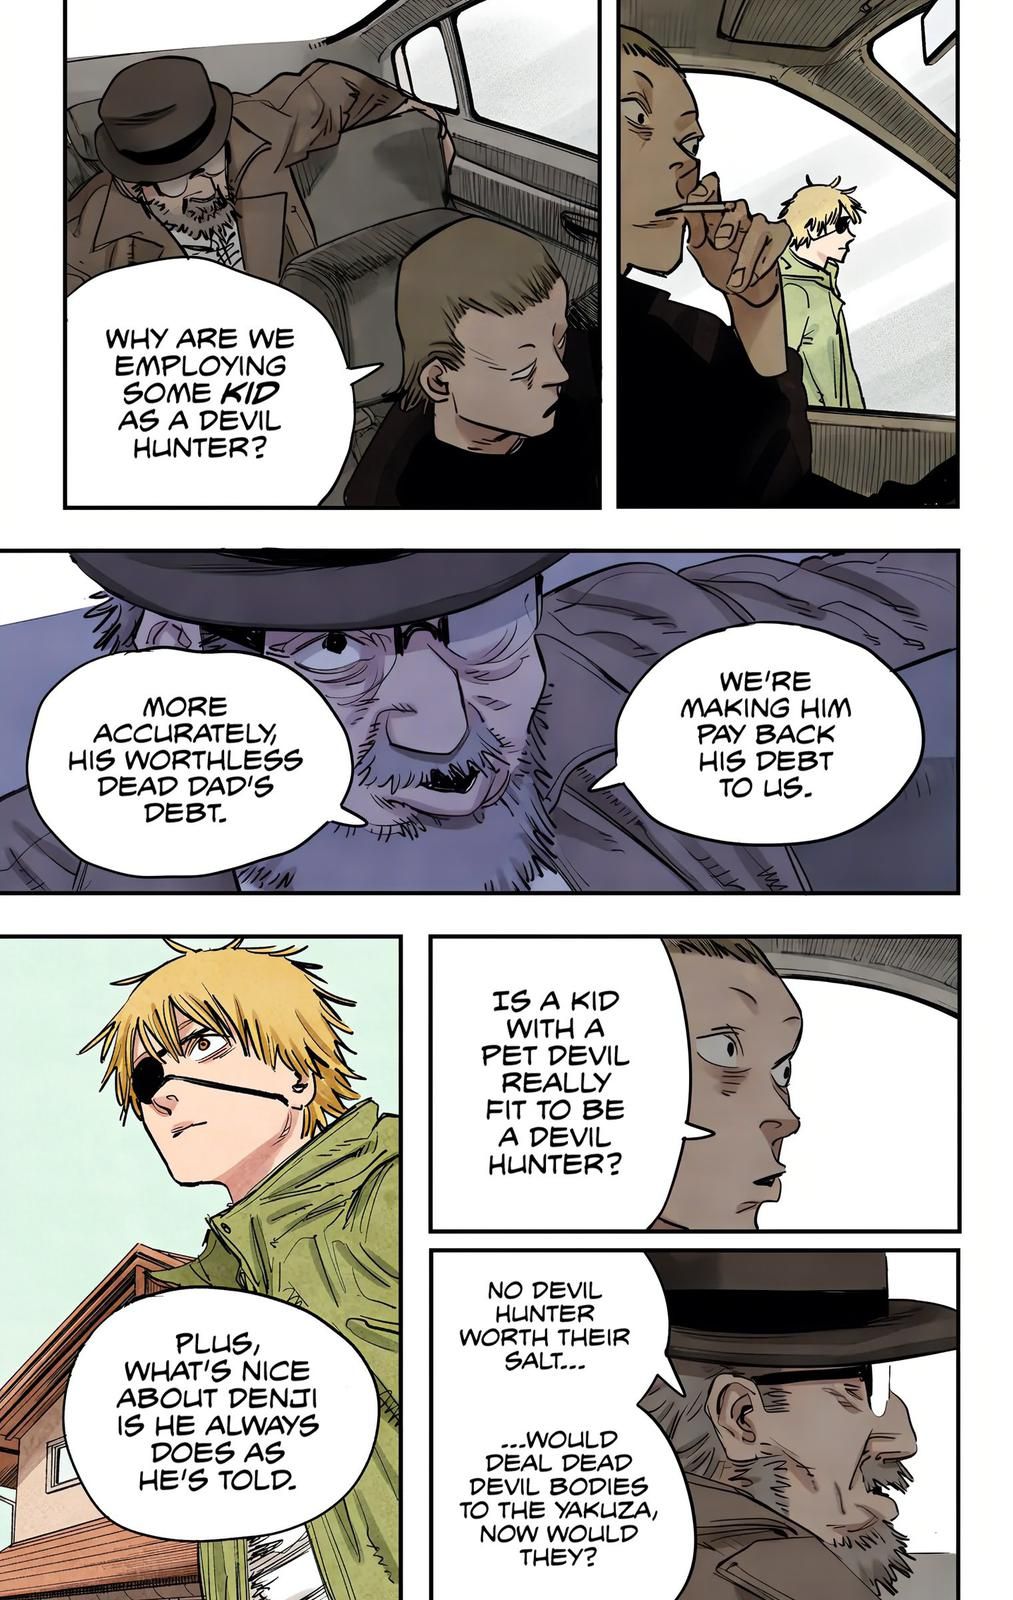 WHY ARE WE
EMPLOYING
SOME KID
AS A DEVIL
HUNTER?
WE'RE
MAKING HIM
PAY BACK
HIS DEBT
TO US.
MORE
ACCURATELY,
HIS WORTHLESS
DEAD DAD'S
DEBT.
IS A KID
WITH A
PET DEVIL
REALLY
FIT TO BE
A DEVIL
HUNTER?
NO DEVIL
HUNTER
WORTH THEIR
SALT...
...WOULD
DEAL DEAD
DEVIL BODIES
TO THE YAKUZA,
NOW WOULD
THEY?
PLUS,
WHAT'S NICE
ABOUT DENJI
IS HE ALWAYS
DOES AS
HE'S TOLD.